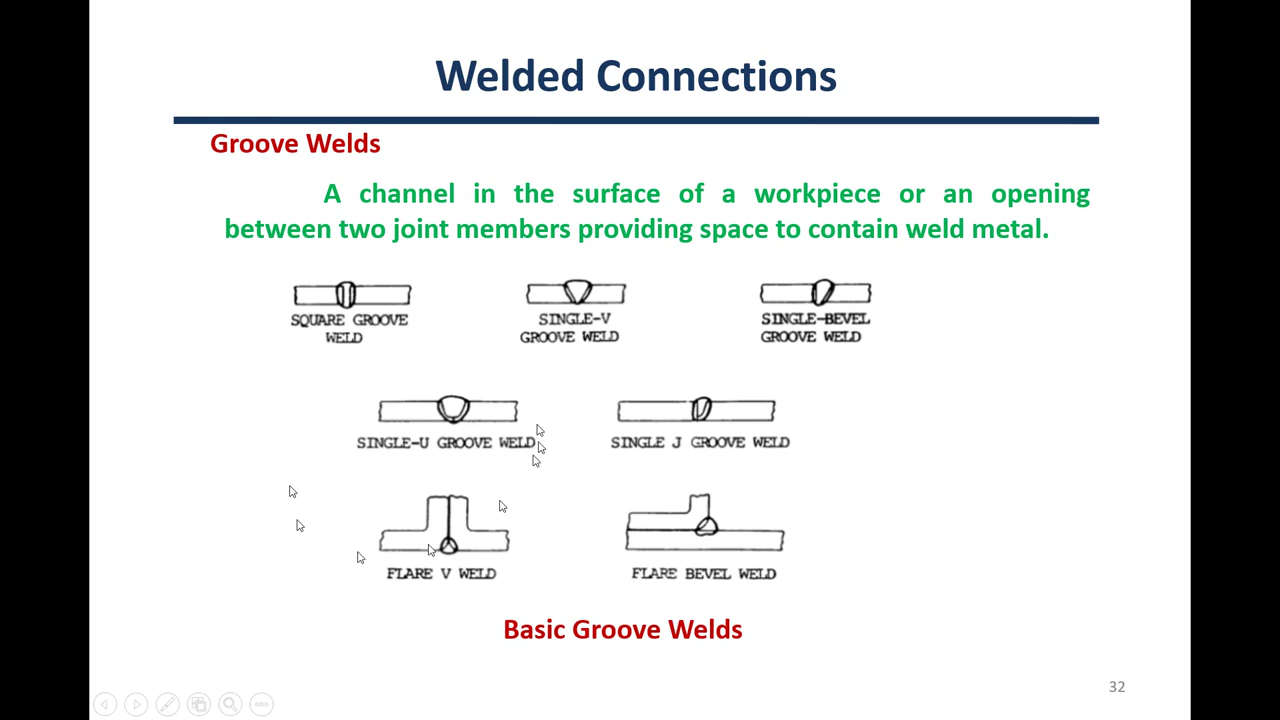 Welded Connections
Groove Welds
A channel in the surface of a workpiece or an opening
between two joint members providing space to contain weld metal.
SQUARE GROOVE
WELD
SINGLE-V
GROOVE WELD
SINGLE-BEVEL
GROOVE WELD
SINGLE-U GROOVE WELD
SINGLE J GROOVE WELD
FLARE V WELD
FLARE BEVEL WELD
Basic Groove Welds
32